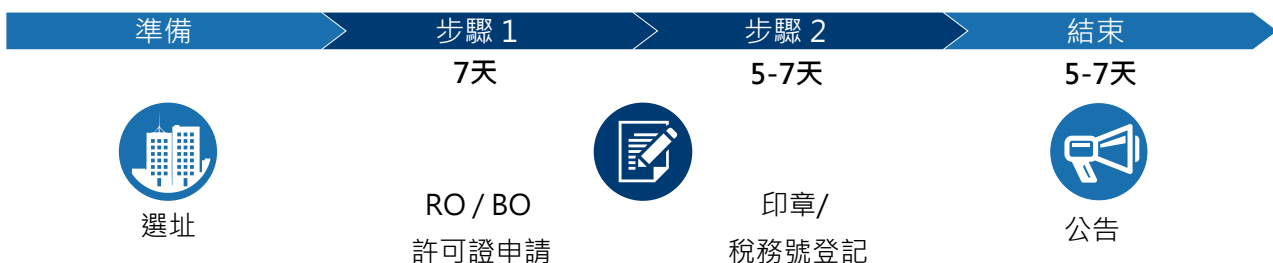 準備
步驟 1
步驟 2
結束
7天
5-7天
5-7天
選址
RO / BO
許可證申請
印章/
稅務號登記
公告